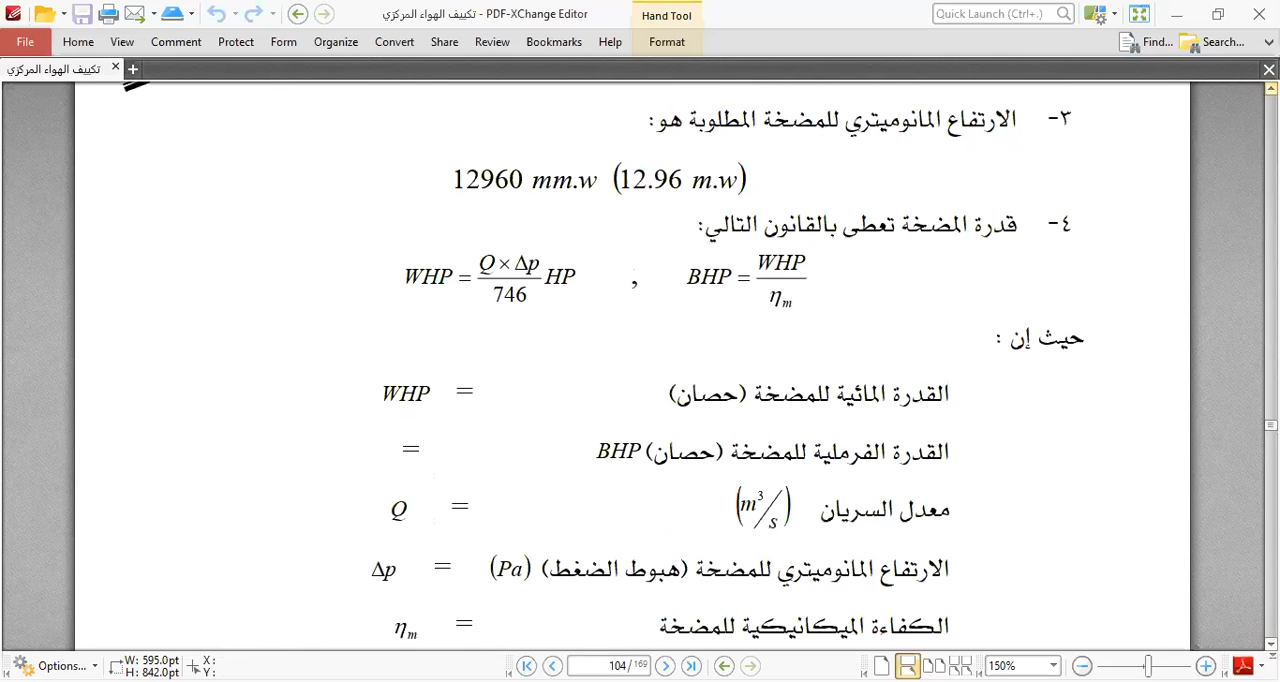 تكييف الهواء المركزي - PDF-XChange Editor
Hand Tool
Quick Launch (Ctrl+.)
File Home View Comment Protect Form Organize Convert Share Review Bookmarks Help Format Find... Search...
تكييف الهواء المركزي
٣- الارتفاع المانوميتري للمضخة المطلوبة هو:
12960 mm.w (12.96 m.w)
٤- قدرة المضخة تعطى بالقانون التالي:
WHP = Q × Δp / 746 HP , BHP = WHP / ηm
حيث إن :
WHP = القدرة المائية للمضخة (حصان)
= القدرة الفرملية للمضخة (حصان) BHP
Q = معدل السريان (m³/s)
Δp = الارتفاع المانوميتري للمضخة (هبوط الضغط) (Pa)
ηm = الكفاءة الميكانيكية للمضخة
Options... W: 595.0pt X: 104 / 169 150%
H: 842.0pt Y: